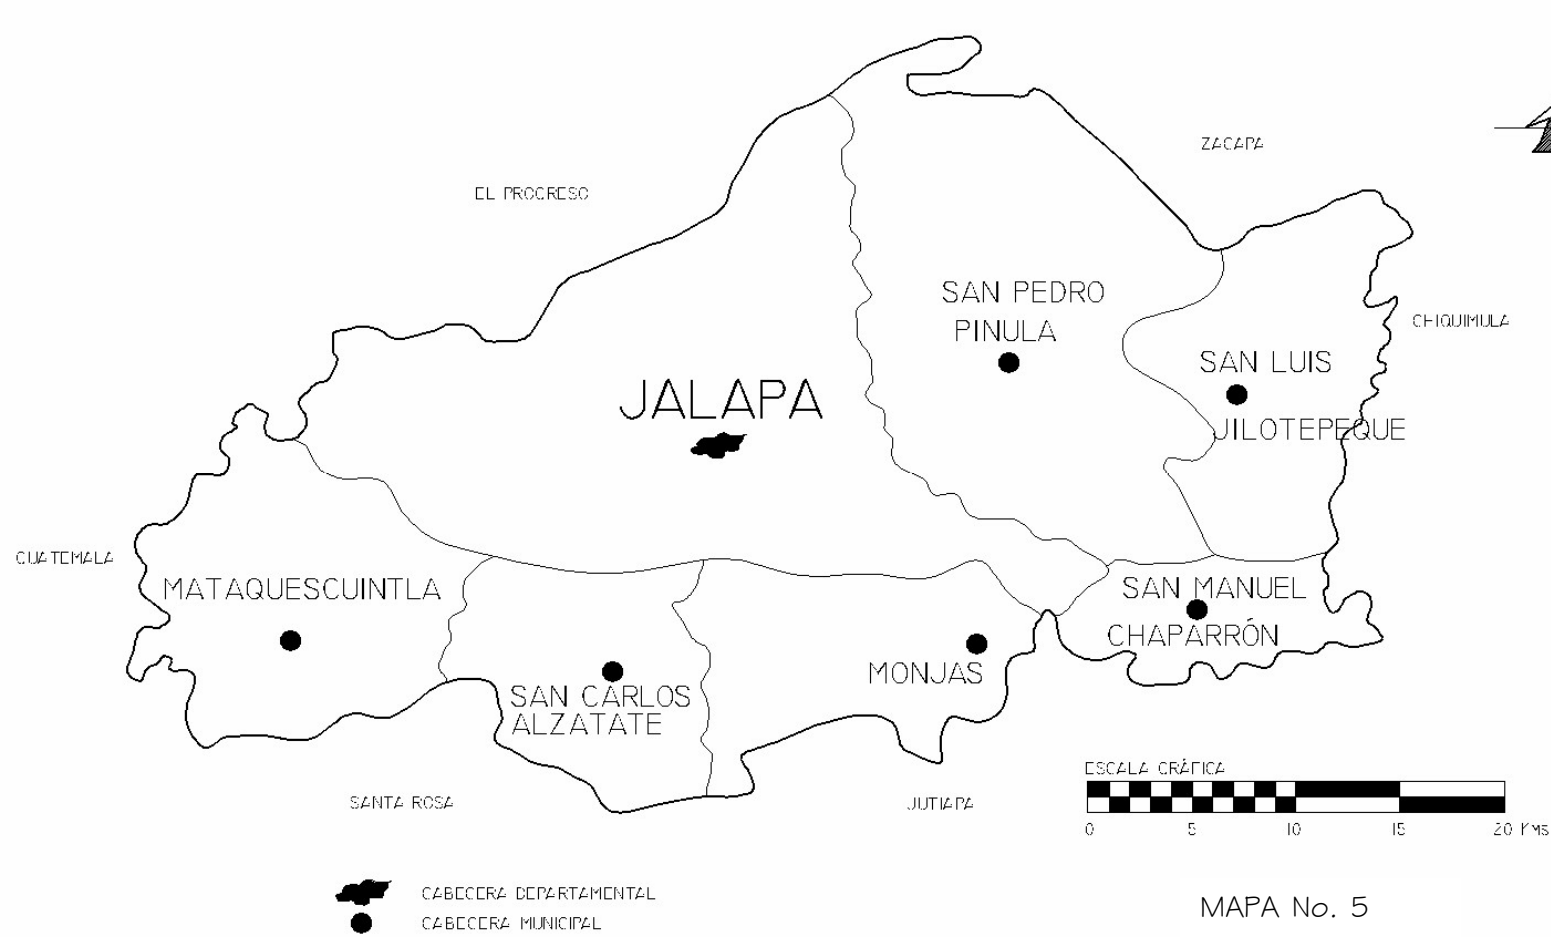 ZACAPA
EL PROGRESO
SAN PEDRO
PINULA
CHIQUIMULA
SAN LUIS
JILOTEPEQUE
JALAPA
GUATEMALA
MATAQUESCUINTLA
SAN MANUEL
CHAPARRÓN
MONJAS
SAN CARLOS
ALZATATE
ESCALA GRÁFICA
0 5 10 15 20 Kms
SANTA ROSA
JUTIAPA
CABECERA DEPARTAMENTAL
CABECERA MUNICIPAL
MAPA No. 5